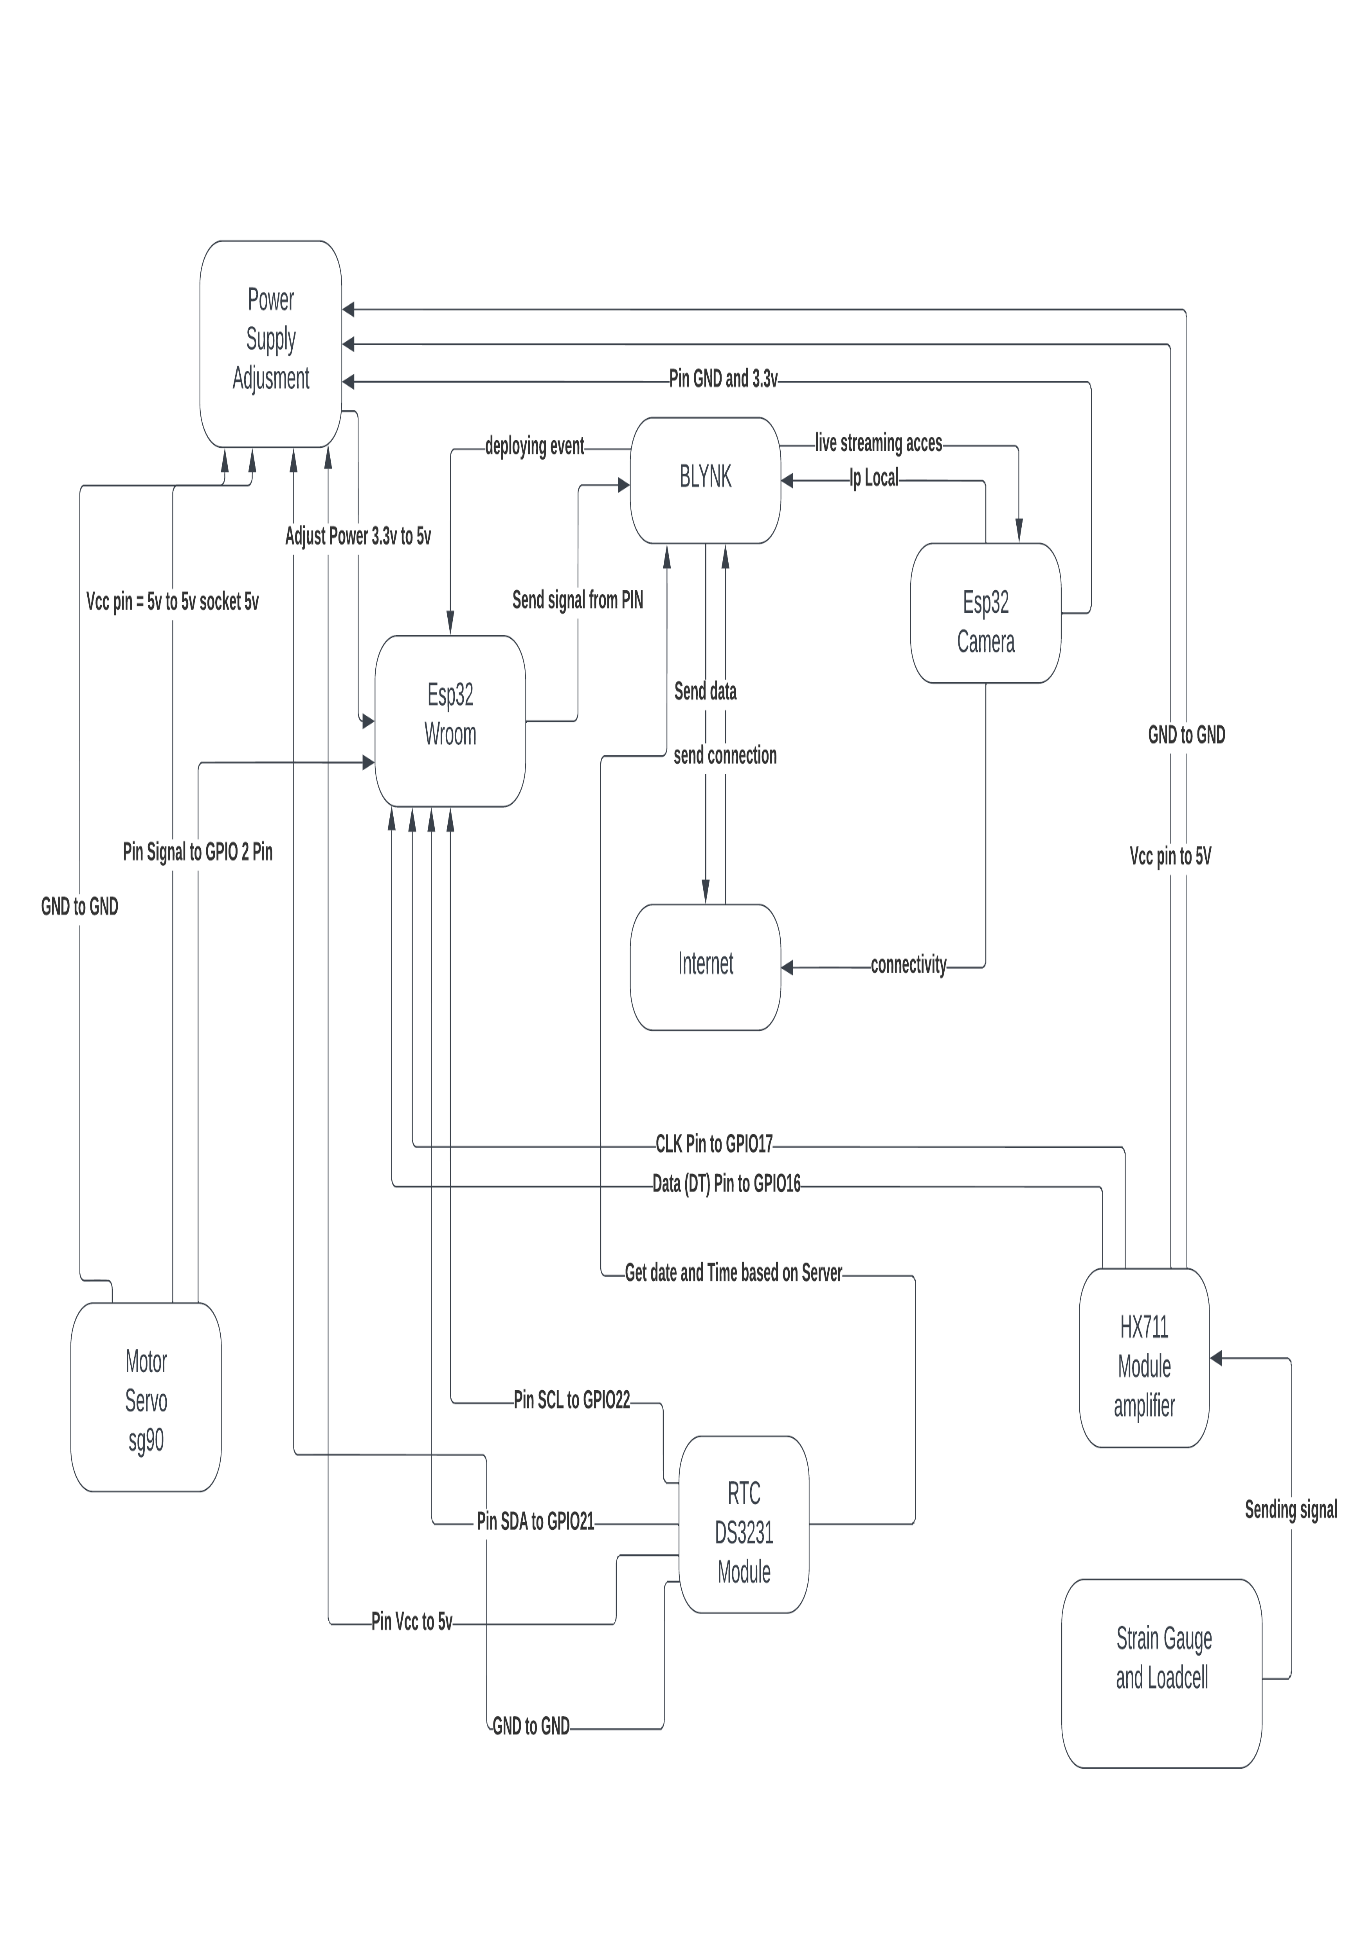 Power
Supply
Adjusment
Pin GND and 3.3v
deploying event
BLYNK
live streaming acces
Ip Local
Adjust Power 3.3v to 5v
Vcc pin = 5v to 5v socket 5v
Send signal from PIN
Esp32
Camera
Esp32
Wroom
Send data
send connection
GND to GND
Pin Signal to GPIO 2 Pin
Vcc pin to 5V
GND to GND
Internet
connectivity
CLK Pin to GPIO17
Data (DT) Pin to GPIO16
Get date and Time based on Server
Motor
Servo
sg90
HX711
Module
amplifier
Pin SCL to GPIO22
RTC
DS3231
Module
Pin SDA to GPIO21
Sending signal
Pin Vcc to 5v
Strain Gauge
and Loadcell
GND to GND